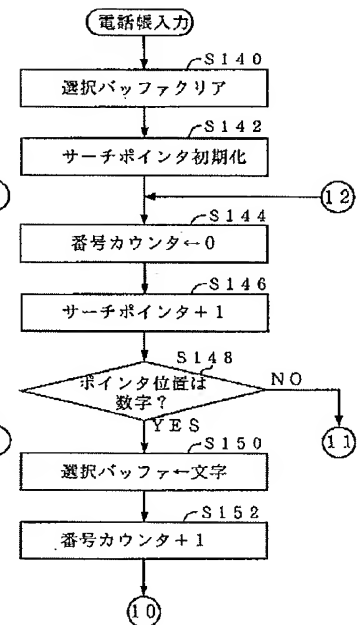 電話帳入力
S140
選択バッファクリア
S142
サーチポインタ初期化
12
S144
番号カウンタ←0
S146
サーチポインタ+1
S148
ポインタ位置は
数字?
NO
11
YES
S150
選択バッファ←文字
S152
番号カウンタ+1
10